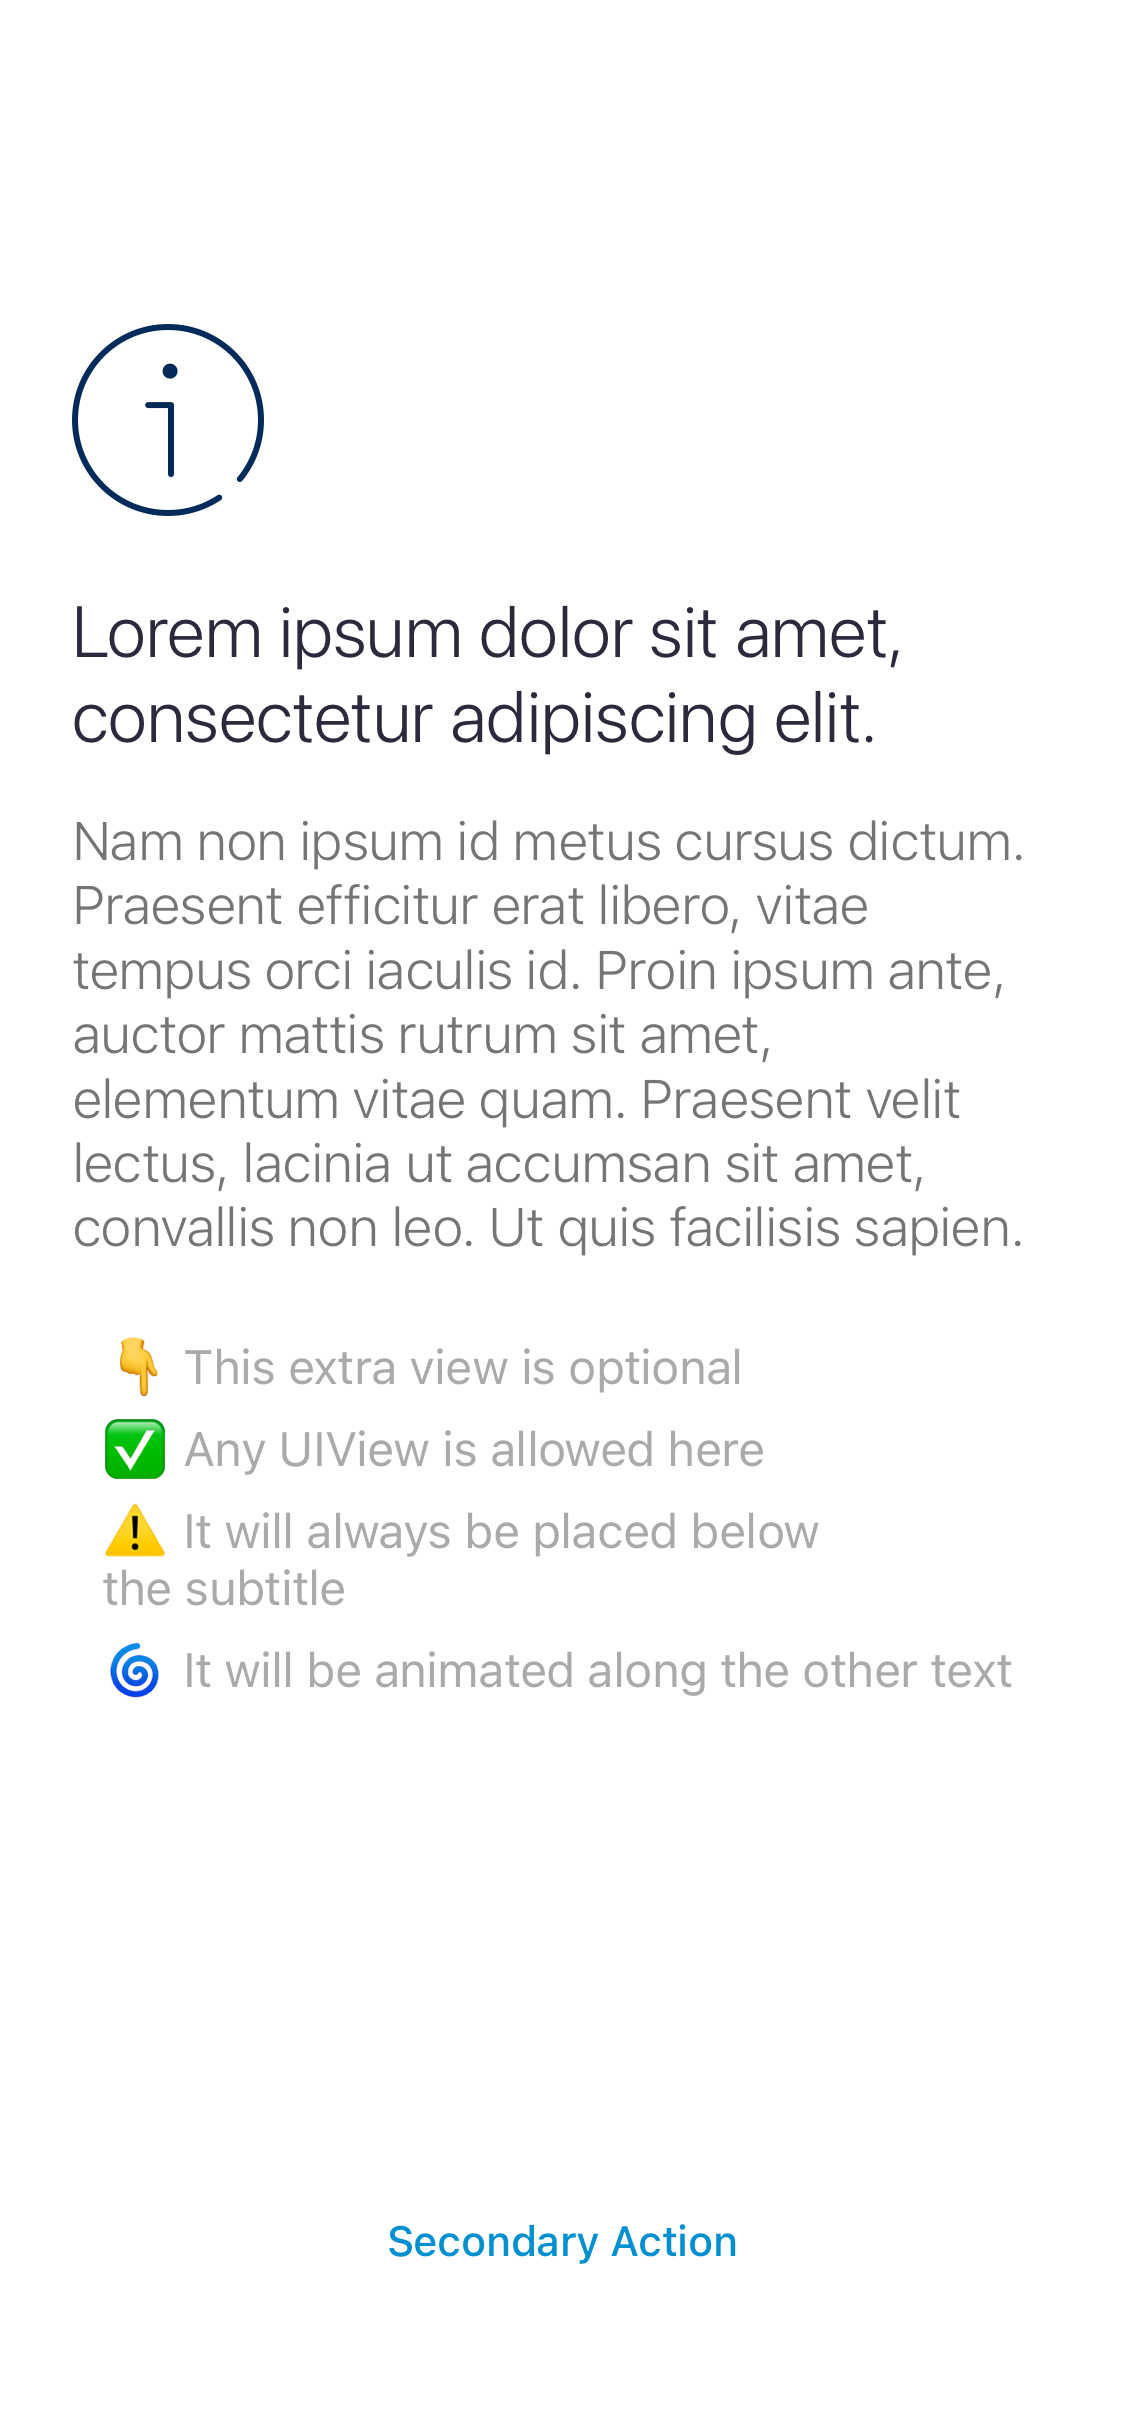 Lorem ipsum dolor sit amet,
consectetur adipiscing elit.
Nam non ipsum id metus cursus dictum.
Praesent efficitur erat libero, vitae
tempus orci iaculis id. Proin ipsum ante,
auctor mattis rutrum sit amet,
elementum vitae quam. Praesent velit
lectus, lacinia ut accumsan sit amet,
convallis non leo. Ut quis facilisis sapien.
👇 This extra view is optional
✅ Any UIView is allowed here
⚠️ It will always be placed below
the subtitle
🌀 It will be animated along the other text
Secondary Action